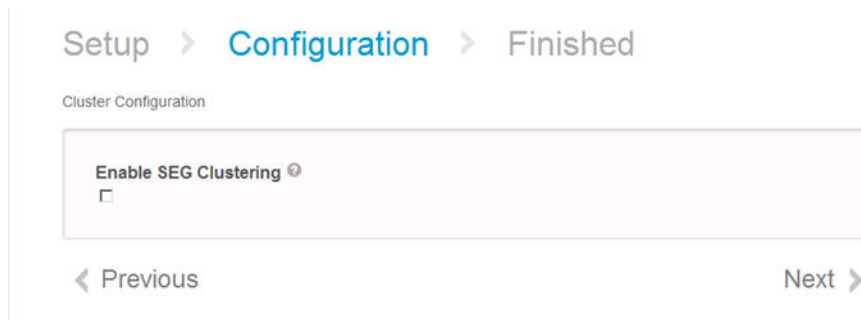 Setup > Configuration > Finished
Cluster Configuration
Enable SEG Clustering ?
Previous
Next